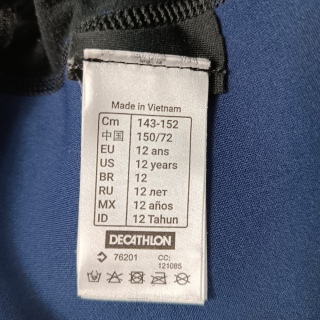 Made in Vietnam
Cm 143-152
中国 150/72
EU 12 ans
US 12 years
BR 12
RU 12 лет
MX 12 años
ID 12 Tahun
DECATHLON
76201 CC:
121085